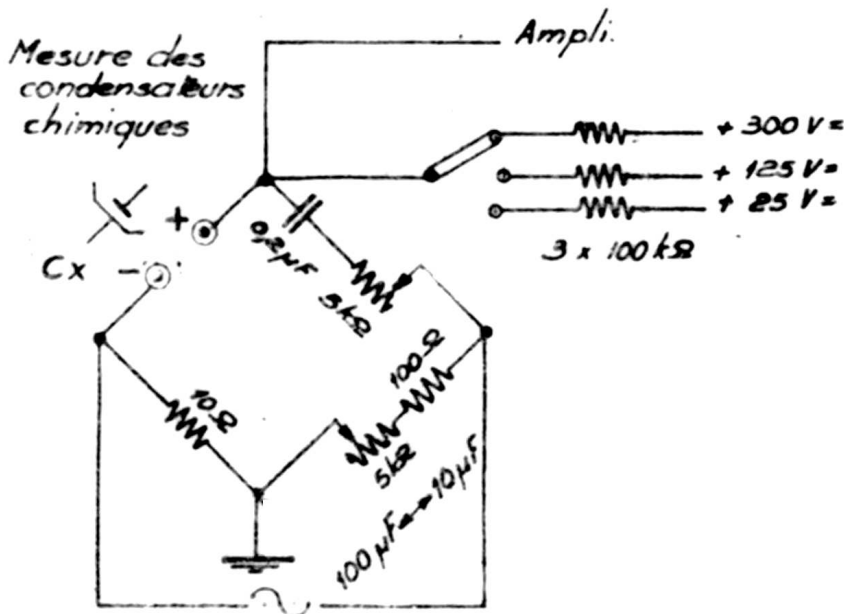 Ampli.
Mesure des
condensateurs
chimiques
+ 300 V =
+ 125 V =
+ 25 V =
3 x 100 kΩ
+
Cx -
0,2 µF
5 kΩ
100 Ω
10 Ω
5 kΩ
100 µF ↔ 10 µF